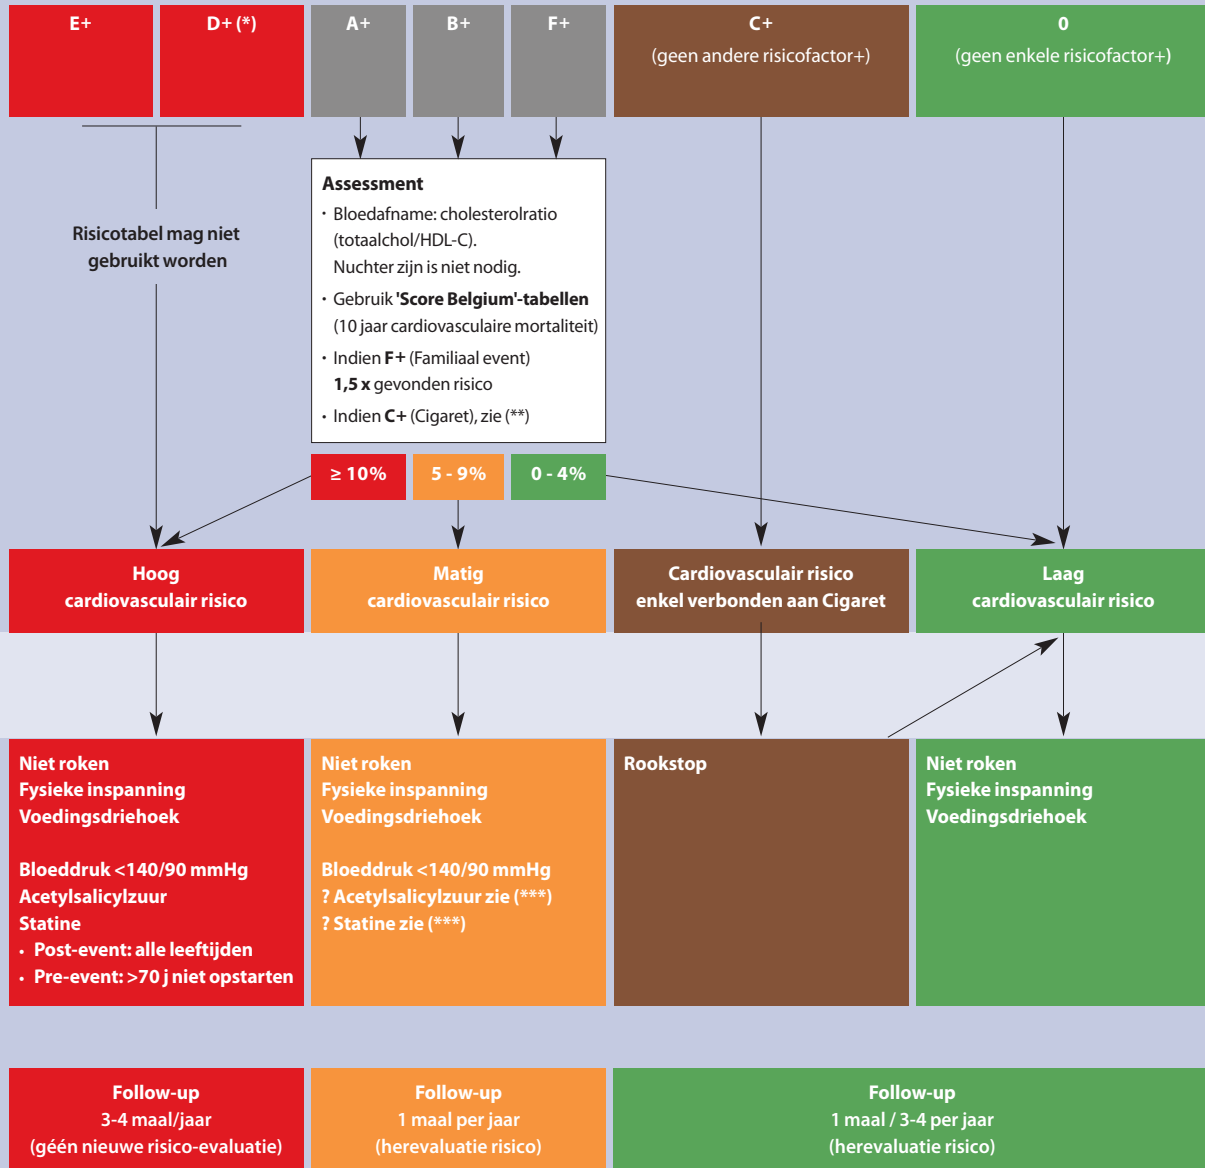 E+
D+ (*)
A+
B+
F+
C+
(geen andere risicofactor+)
0
(geen enkele risicofactor+)
Risicotabel mag niet
gebruikt worden
Assessment
• Bloedafname: cholesterolratio
(totaalchol/HDL-C).
Nuchter zijn is niet nodig.
• Gebruik 'Score Belgium'-tabellen
(10 jaar cardiovasculaire mortaliteit)
• Indien F+ (Familiaal event)
1,5 x gevonden risico
• Indien C+ (Cigaret), zie (**)
≥ 10%
5 - 9%
0 - 4%
Hoog
cardiovasculair risico
Matig
cardiovasculair risico
Cardiovasculair risico
enkel verbonden aan Cigaret
Laag
cardiovasculair risico
Niet roken
Fysieke inspanning
Voedingsdriehoek
Bloeddruk <140/90 mmHg
Acetylsalicylzuur
Statine
• Post-event: alle leeftijden
• Pre-event: >70 j niet opstarten
Niet roken
Fysieke inspanning
Voedingsdriehoek
Bloeddruk <140/90 mmHg
? Acetylsalicylzuur zie (***)
? Statine zie (***)
Rookstop
Niet roken
Fysieke inspanning
Voedingsdriehoek
Follow-up
3-4 maal/jaar
(géén nieuwe risico-evaluatie)
Follow-up
1 maal per jaar
(herevaluatie risico)
Follow-up
1 maal / 3-4 per jaar
(herevaluatie risico)